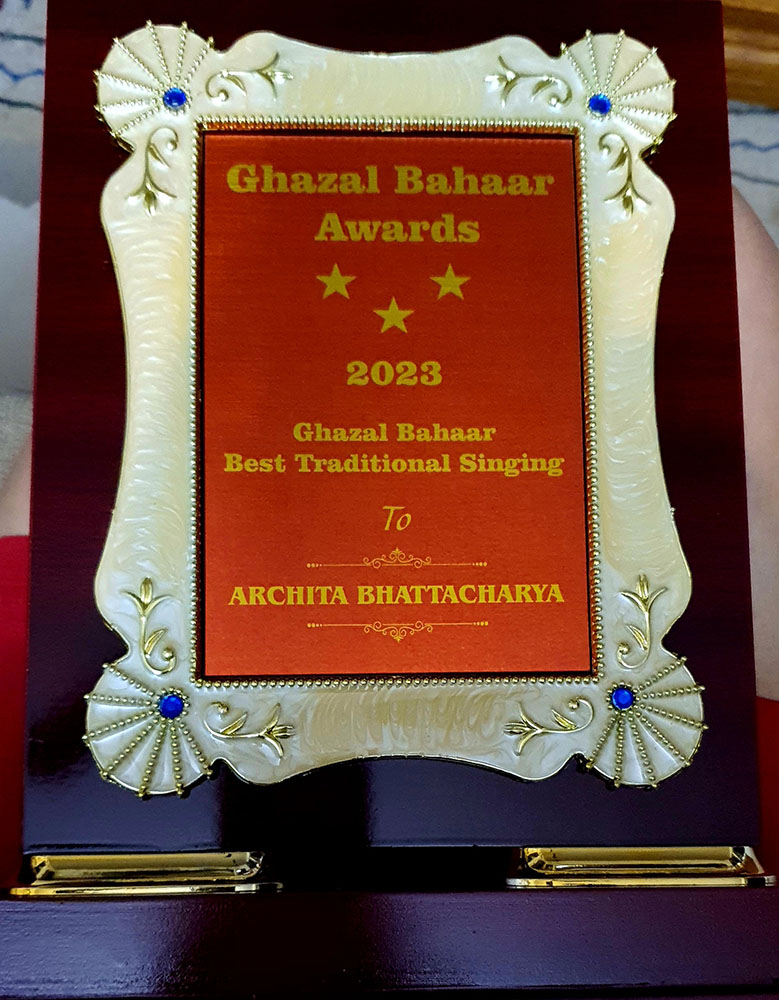 Ghazal Bahaar
Awards
2023
Ghazal Bahaar
Best Traditional Singing
To
ARCHITA BHATTACHARYA